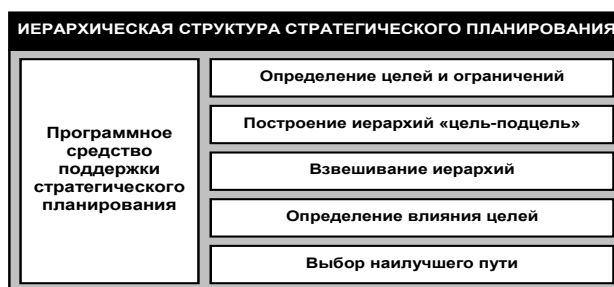 ИЕРАРХИЧЕСКАЯ СТРУКТУРА СТРАТЕГИЧЕСКОГО ПЛАНИРОВАНИЯ
Программное
средство
поддержки
стратегического
планирования
Определение целей и ограничений
Построение иерархий «цель-подцель»
Взвешивание иерархий
Определение влияния целей
Выбор наилучшего пути